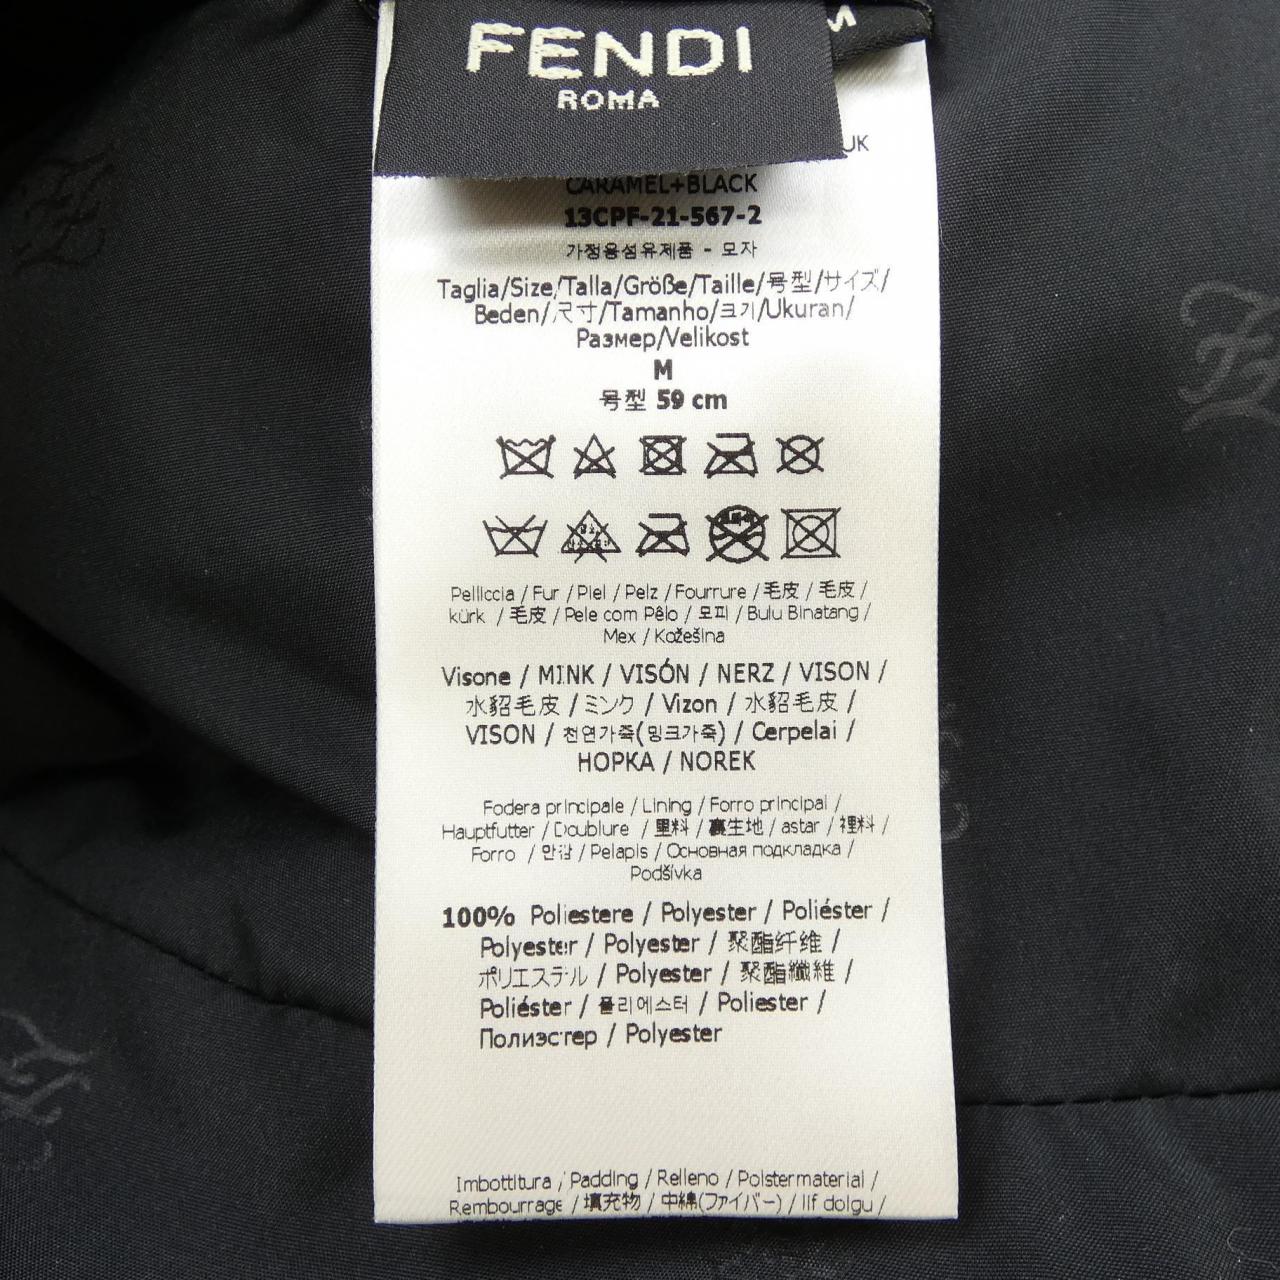 FENDI
ROMA
M
UK
CARAMEL+BLACK
13CPF-21-567-2
가정용섬유제품 - 모자
Taglia/Size/Talla/Größe/Taille/号型/サイズ/
Beden/尺寸/Tamanho/크기/Ukuran/
Размер/Velikost
M
号型 59 cm
Pelliccia / Fur / Piel / Pelz / Fourrure / 毛皮 / 毛皮 /
kürk / 毛皮 / Pele com Pêlo / 모피 / Bulu Binatang /
Mex / Kožešina
Visone / MINK / VISÓN / NERZ / VISON /
水貂毛皮 / ミンク / Vizon / 水貂毛皮 /
VISON / 천연가죽(밍크가죽) / Cerpelai /
НОРКА / NOREK
Fodera principale / Lining / Forro principal /
Hauptfutter / Doublure / 里料 / 裏生地 / astar / 裡料 /
Forro / 안감 / Pelapis / Основная подкладка /
Podšívka
100% Poliestere / Polyester / Poliéster /
Polyester / Polyester / 聚酯纤维 /
ポリエステル / Polyester / 聚酯纖維 /
Poliéster / 폴리에스터 / Poliester /
Полиэстер / Polyester
Imbottitura / Padding / Relleno / Polstermaterial /
Rembourrage / 填充物 / 中綿(ファイバー) / lif dolgu /